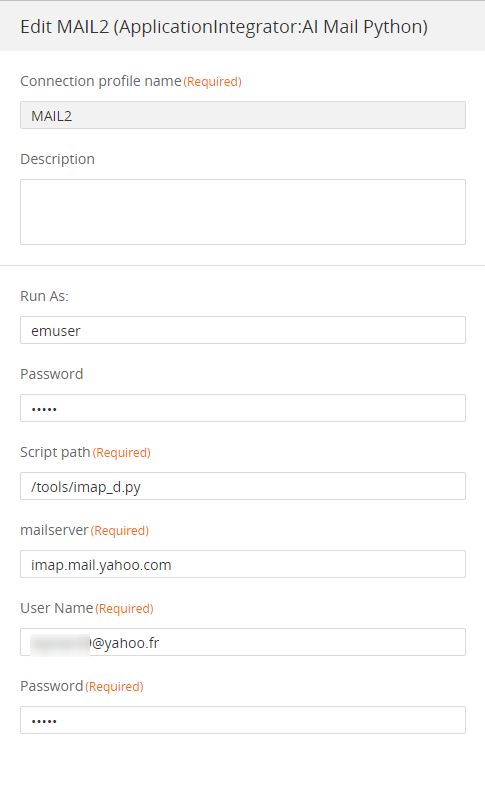 Edit MAIL2 (ApplicationIntegrator:AI Mail Python)
Connection profile name (Required)
MAIL2
Description
Run As:
emuser
Password
•••••
Script path (Required)
/tools/imap_d.py
mailserver (Required)
imap.mail.yahoo.com
User Name (Required)
@yahoo.fr
Password (Required)
•••••